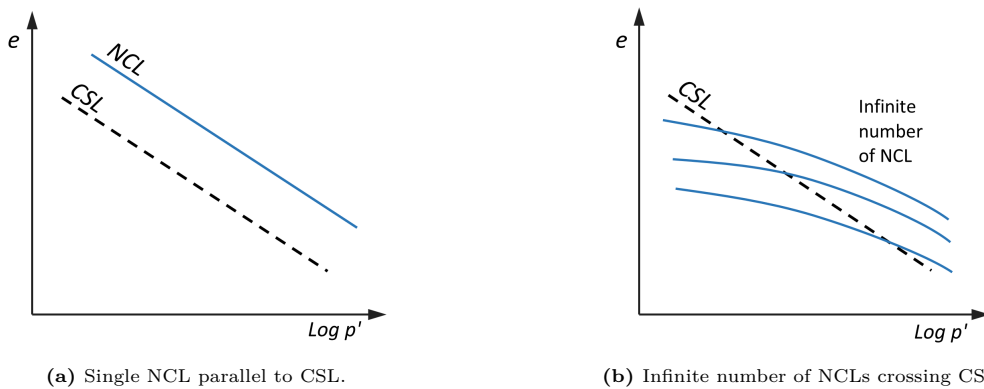 e
NCL
CSL
Log p'
(a) Single NCL parallel to CSL.
e
CSL
Infinite
number
of NCL
Log p'
(b) Infinite number of NCLs crossing CS